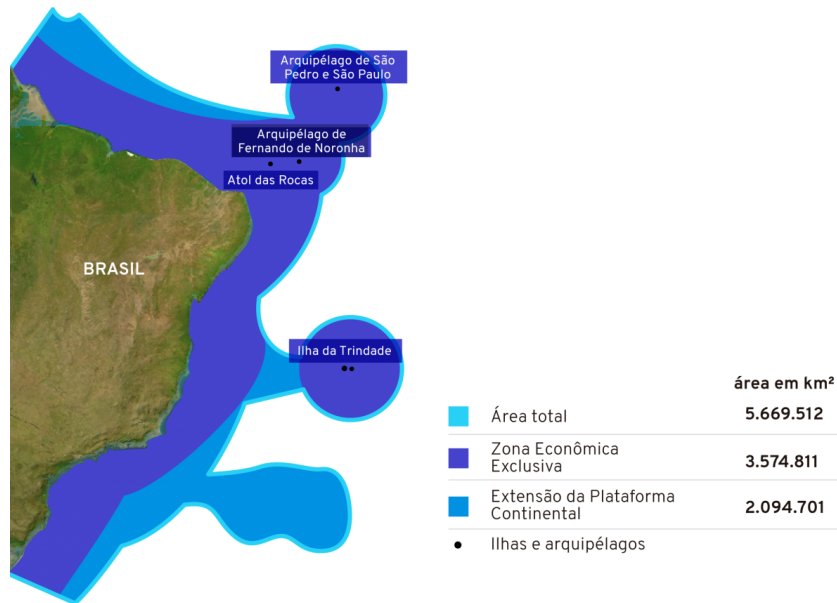 Arquipélago de São
Pedro e São Paulo
Arquipélago de
Fernando de Noronha
Atol das Rocas
BRASIL
Ilha da Trindade
área em km²
Área total 5.669.512
Zona Econômica
Exclusiva 3.574.811
Extensão da Plataforma
Continental 2.094.701
Ilhas e arquipélagos